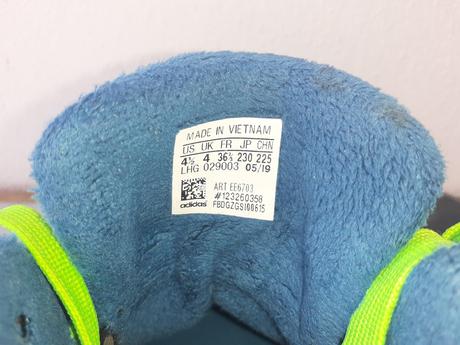 MADE IN VIETNAM
US UK FR JP CHN
4½ 4 36⅔ 230 225
LHG 029003 05/19
ART EE6703
#123260358
adidas FBDGZGS108615